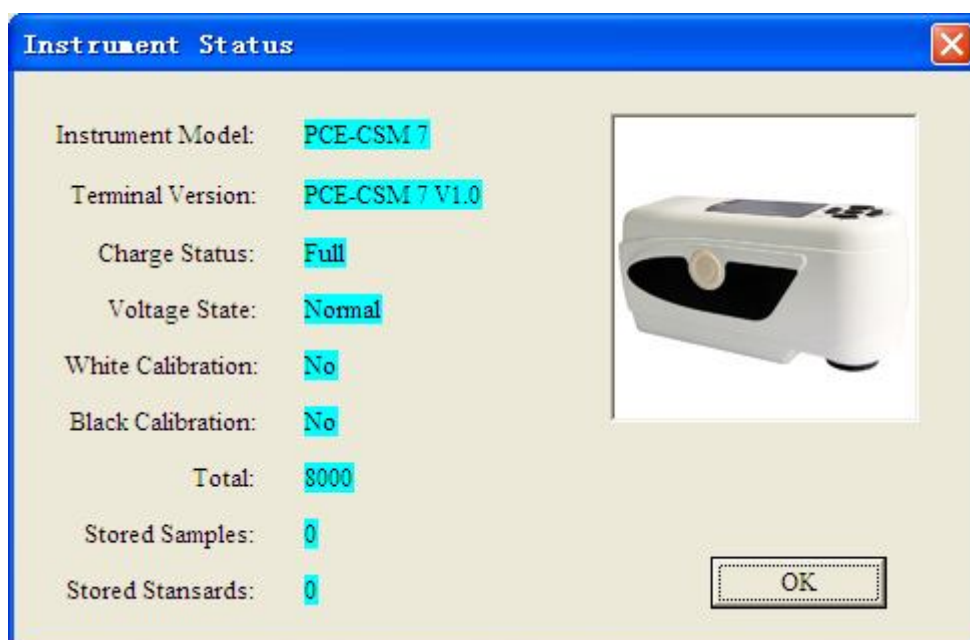 Instrument Status
Instrument Model: PCE-CSM 7
Terminal Version: PCE-CSM 7 V1.0
Charge Status: Full
Voltage State: Normal
White Calibration: No
Black Calibration: No
Total: 8000
Stored Samples: 0
Stored Stansards: 0
OK